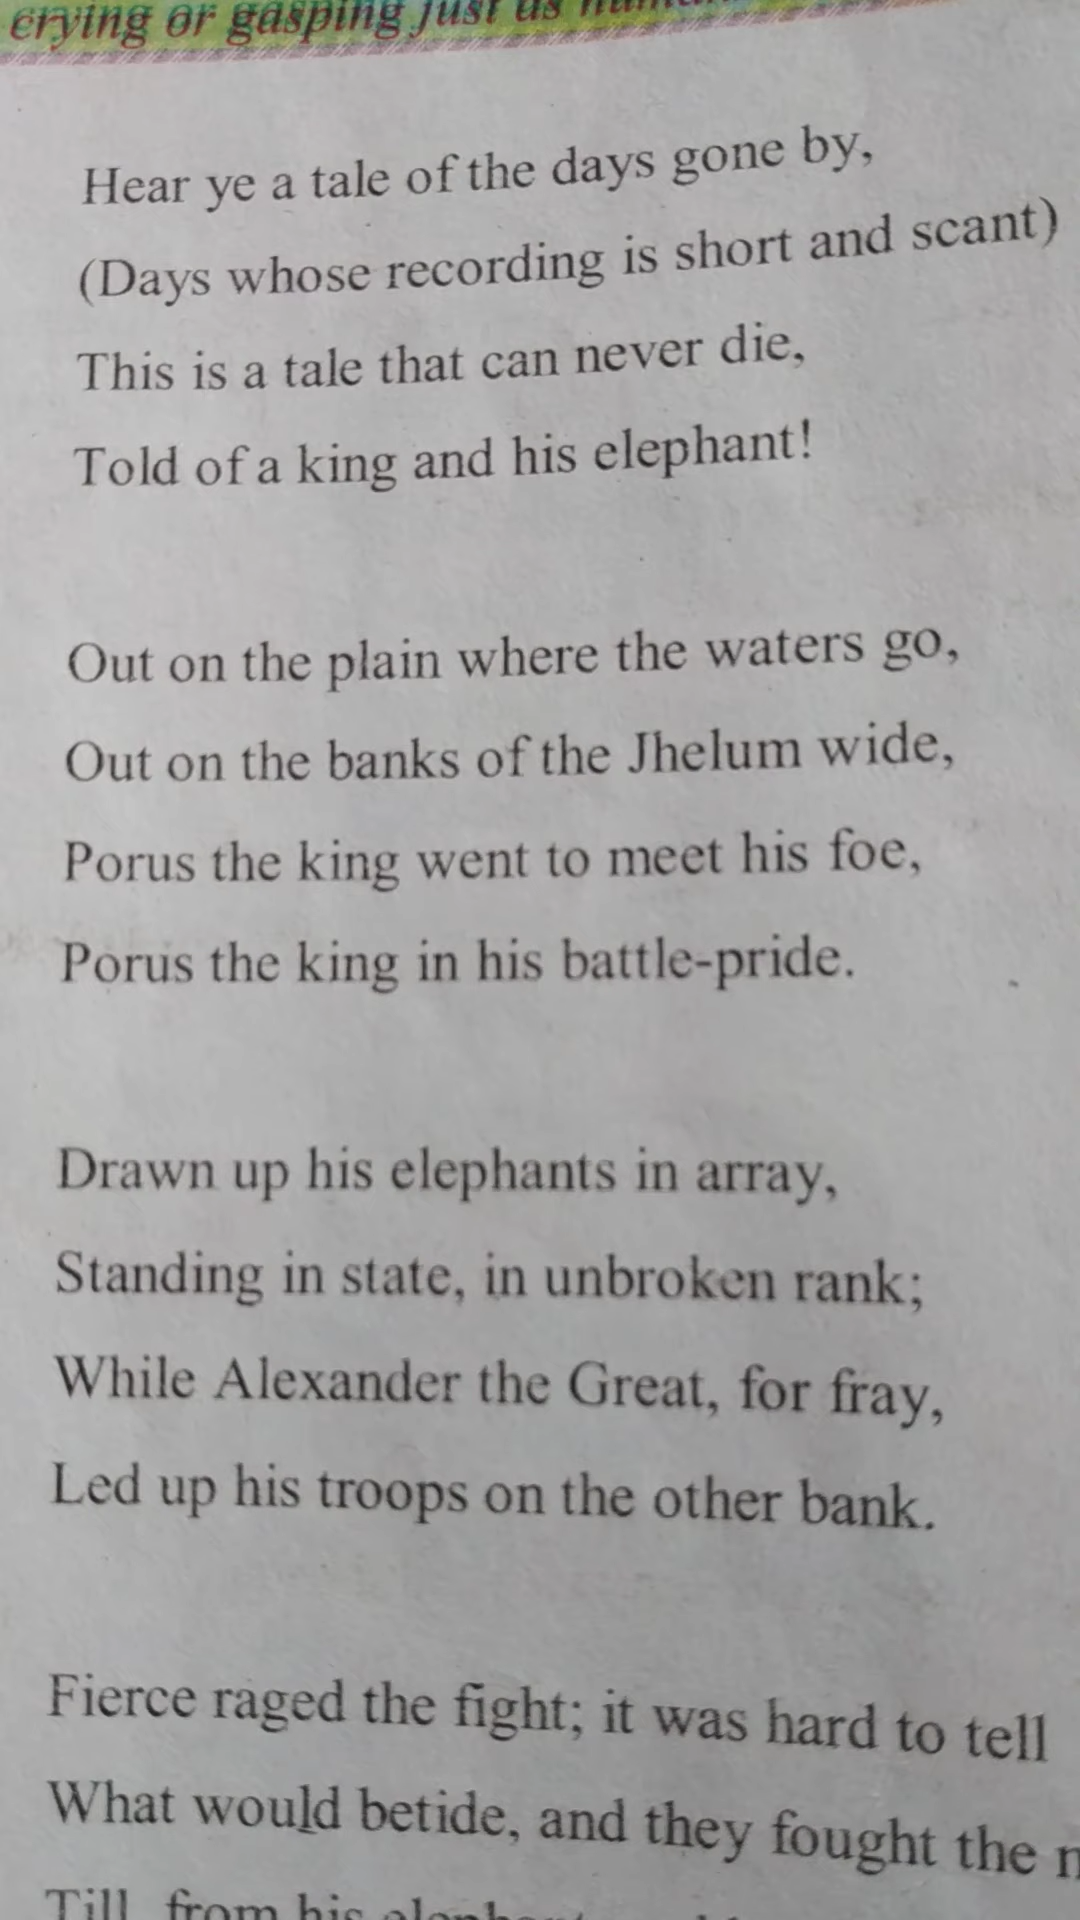 crying or gasping just as
Hear ye a tale of the days gone by,
(Days whose recording is short and scant)
This is a tale that can never die,
Told of a king and his elephant!
Out on the plain where the waters go,
Out on the banks of the Jhelum wide,
Porus the king went to meet his foe,
Porus the king in his battle-pride.
Drawn up his elephants in array,
Standing in state, in unbroken rank;
While Alexander the Great, for fray,
Led up his troops on the other bank.
Fierce raged the fight; it was hard to tell
What would betide, and they fought the
Till, from his